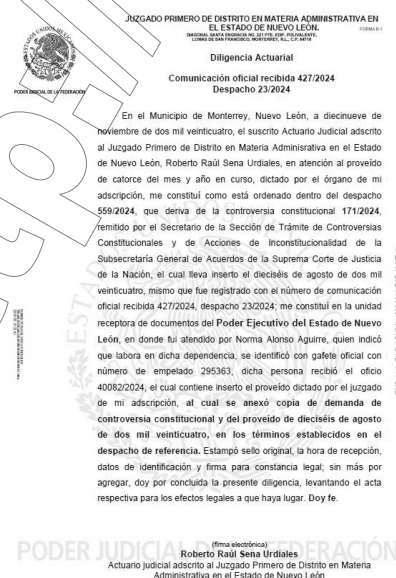 JUZGADO PRIMERO DE DISTRITO EN MATERIA ADMINISTRATIVA EN
EL ESTADO DE NUEVO LEÓN.
FORMA B-1
DIAGONAL SANTA ENGRACIA NO. 221 PTE. EDIF. POLIVALENTE,
LOMAS DE SAN FRANCISCO, MONTERREY, N.L., C.P. 64710
ESTADOS UNIDOS MEXICANOS
PODER JUDICIAL DE LA FEDERACIÓN
Diligencia Actuarial
Comunicación oficial recibida 427/2024
Despacho 23/2024
En el Municipio de Monterrey, Nuevo León, a diecinueve de
noviembre de dos mil veinticuatro, el suscrito Actuario Judicial adscrito
al Juzgado Primero de Distrito en Materia Adminisrativa en el Estado
de Nuevo León, Roberto Raúl Sena Urdiales, en atención al proveído
de catorce del mes y año en curso, dictado por el órgano de mi
adscripción, me constituí como está ordenado dentro del despacho
559/2024, que deriva de la controversia constitucional 171/2024,
remitido por el Secretario de la Sección de Trámite de Controversias
Constitucionales y de Acciones de Inconstitucionalidad de la
Subsecretaría General de Acuerdos de la Suprema Corte de Justicia
de la Nación, el cual lleva inserto el dieciséis de agosto de dos mil
veinticuatro, mismo que fue registrado con el número de comunicación
oficial recibida 427/2024, despacho 23/2024; me constituí en la unidad
receptora de documentos del Poder Ejecutivo del Estado de Nuevo
León, en donde fui atendido por Norma Alonso Aguirre, quien indicó
que labora en dicha dependencia, se identificó con gafete oficial con
número de empelado 295363, dicha persona recibió el oficio
40082/2024, el cual contiene inserto el proveído dictado por el juzgado
de mi adscripción, al cual se anexó copia de demanda de
controversia constitucional y del proveido de dieciséis de agosto
de dos mil veinticuatro, en los términos establecidos en el
despacho de referencia. Estampó sello original, la hora de recepción,
datos de identificación y firma para constancia legal; sin más por
agregar, doy por concluida la presente diligencia, levantando el acta
respectiva para los efectos legales a que haya lugar. Doy fe.
(firma electrónica)
PODER JUDICIAL DE LA FEDERACIÓN
Roberto Raúl Sena Urdiales
Actuario judicial adscrito al Juzgado Primero de Distrito en Materia
Administrativa en el Estado de Nuevo León